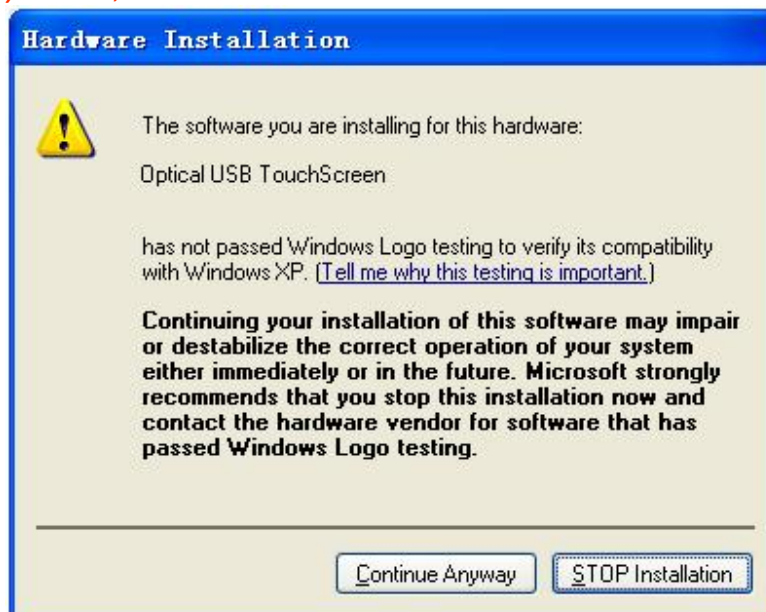 Hardware Installation
The software you are installing for this hardware:
Optical USB TouchScreen
has not passed Windows Logo testing to verify its compatibility
with Windows XP. (Tell me why this testing is important.)
Continuing your installation of this software may impair
or destabilize the correct operation of your system
either immediately or in the future. Microsoft strongly
recommends that you stop this installation now and
contact the hardware vendor for software that has
passed Windows Logo testing.
Continue Anyway
STOP Installation